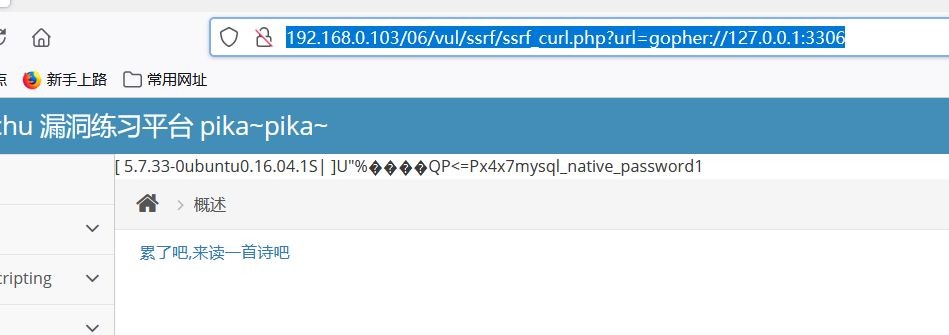 192.168.0.103/06/vul/ssrf/ssrf_curl.php?url=gopher://127.0.0.1:3306
点 新手上路 常用网址
chu 漏洞练习平台 pika~pika~
[ 5.7.33-0ubuntu0.16.04.1S| ]U"%����QP<=Px4x7mysql_native_password1
> 概述
累了吧,来读一首诗吧
cripting